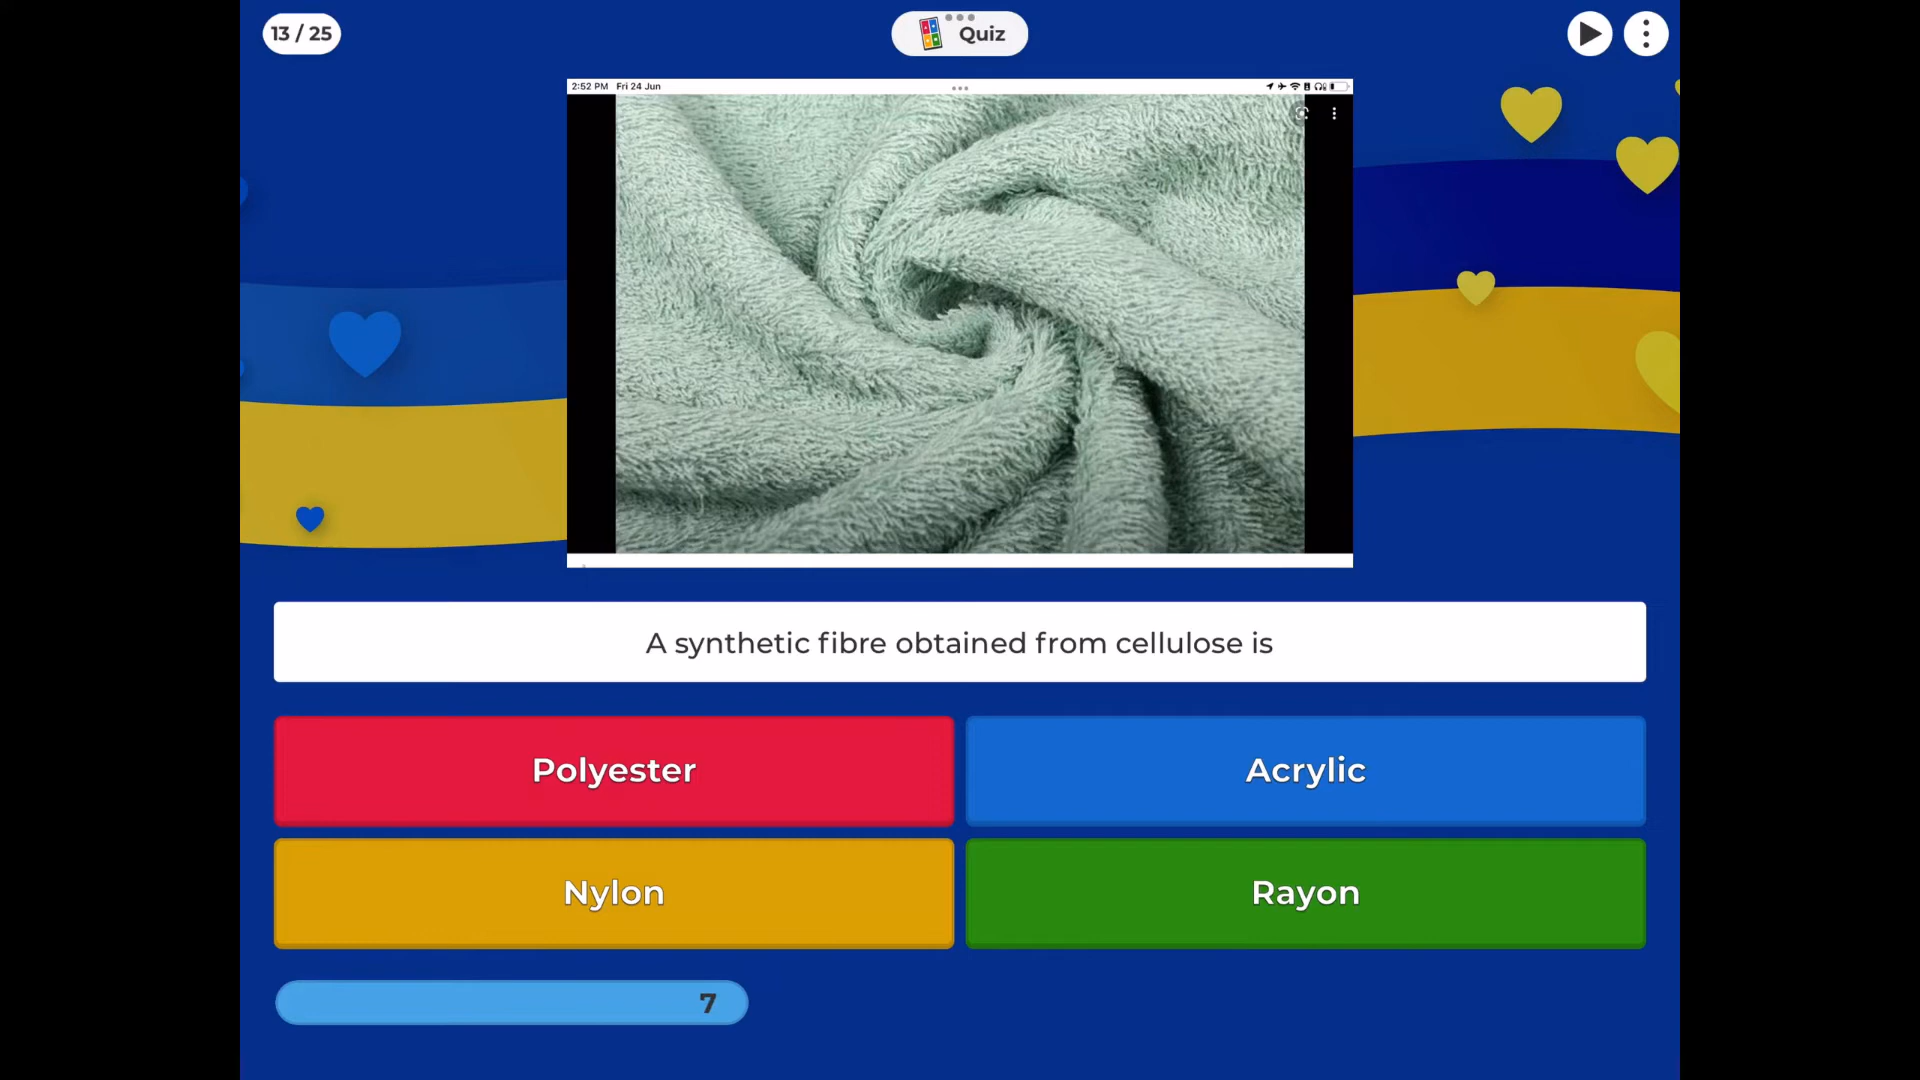 13 / 25
Quiz
2:52 PM Fri 24 Jun
A synthetic fibre obtained from cellulose is
Polyester
Acrylic
Nylon
Rayon
7